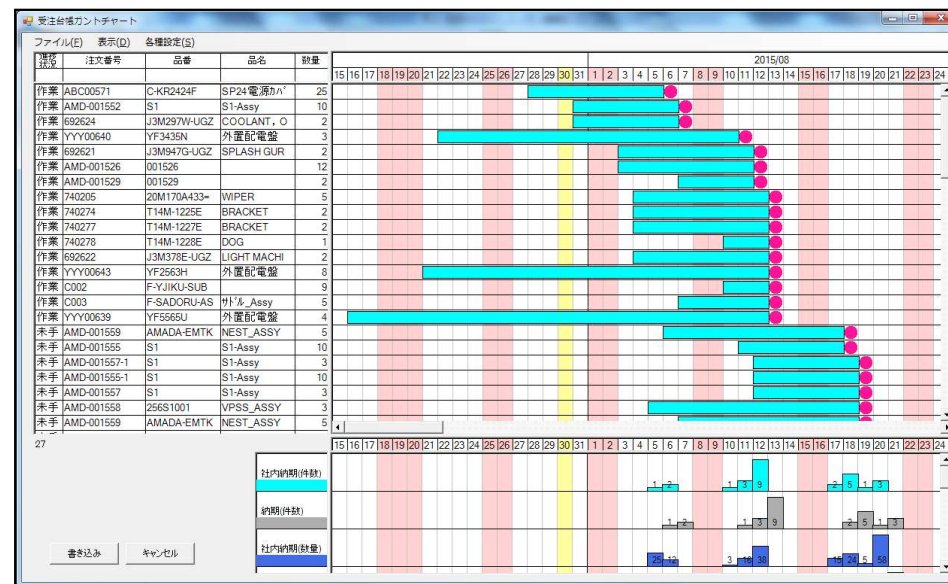 受注台帳ガントチャート
ファイル(F) 表示(D) 各種設定(S)
進捗状況 注文番号 品番 品名 数量
2015/08
15 16 17 18 19 20 21 22 23 24 25 26 27 28 29 30 31 1 2 3 4 5 6 7 8 9 10 11 12 13 14 15 16 17 18 19 20 21 22 23 24
作業 ABC00571 C-KR2424F SP24電源カバ 25
作業 AMD-001552 S1 S1-Assy 10
作業 692624 J3M297W-UGZ COOLANT, O 2
作業 YYY00640 YF3435N 外置配電盤 3
作業 692621 J3M947G-UGZ SPLASH GUR 2
作業 AMD-001526 001526 12
作業 AMD-001529 001529 2
作業 740205 20M170A433= WIPER 5
作業 740274 T14M-1225E BRACKET 2
作業 740277 T14M-1227E BRACKET 2
作業 740278 T14M-1228E DOG 1
作業 692622 J3M378E-UGZ LIGHT MACHI 2
作業 YYY00643 YF2563H 外置配電盤 8
作業 C002 F-YJIKU-SUB 9
作業 C003 F-SADORU-AS サドル_Assy 5
作業 YYY00639 YF5565U 外置配電盤 4
未手 AMD-001559 AMADA-EMTK NEST_ASSY 5
未手 AMD-001555 S1 S1-Assy 10
未手 AMD-001557-1 S1 S1-Assy 3
未手 AMD-001555-1 S1 S1-Assy 10
未手 AMD-001557 S1 S1-Assy 3
未手 AMD-001558 256S1001 VPSS_ASSY 3
未手 AMD-001559 AMADA-EMTK NEST_ASSY 5
27
15 16 17 18 19 20 21 22 23 24 25 26 27 28 29 30 31 1 2 3 4 5 6 7 8 9 10 11 12 13 14 15 16 17 18 19 20 21 22 23 24
社内納期(件数) 1 2 1 3 9 2 5 1 3
納期(件数) 1 2 1 3 9 2 5 1 3
社内納期(数量) 25 12 3 16 38 15 24 5 58
書き込み キャンセル